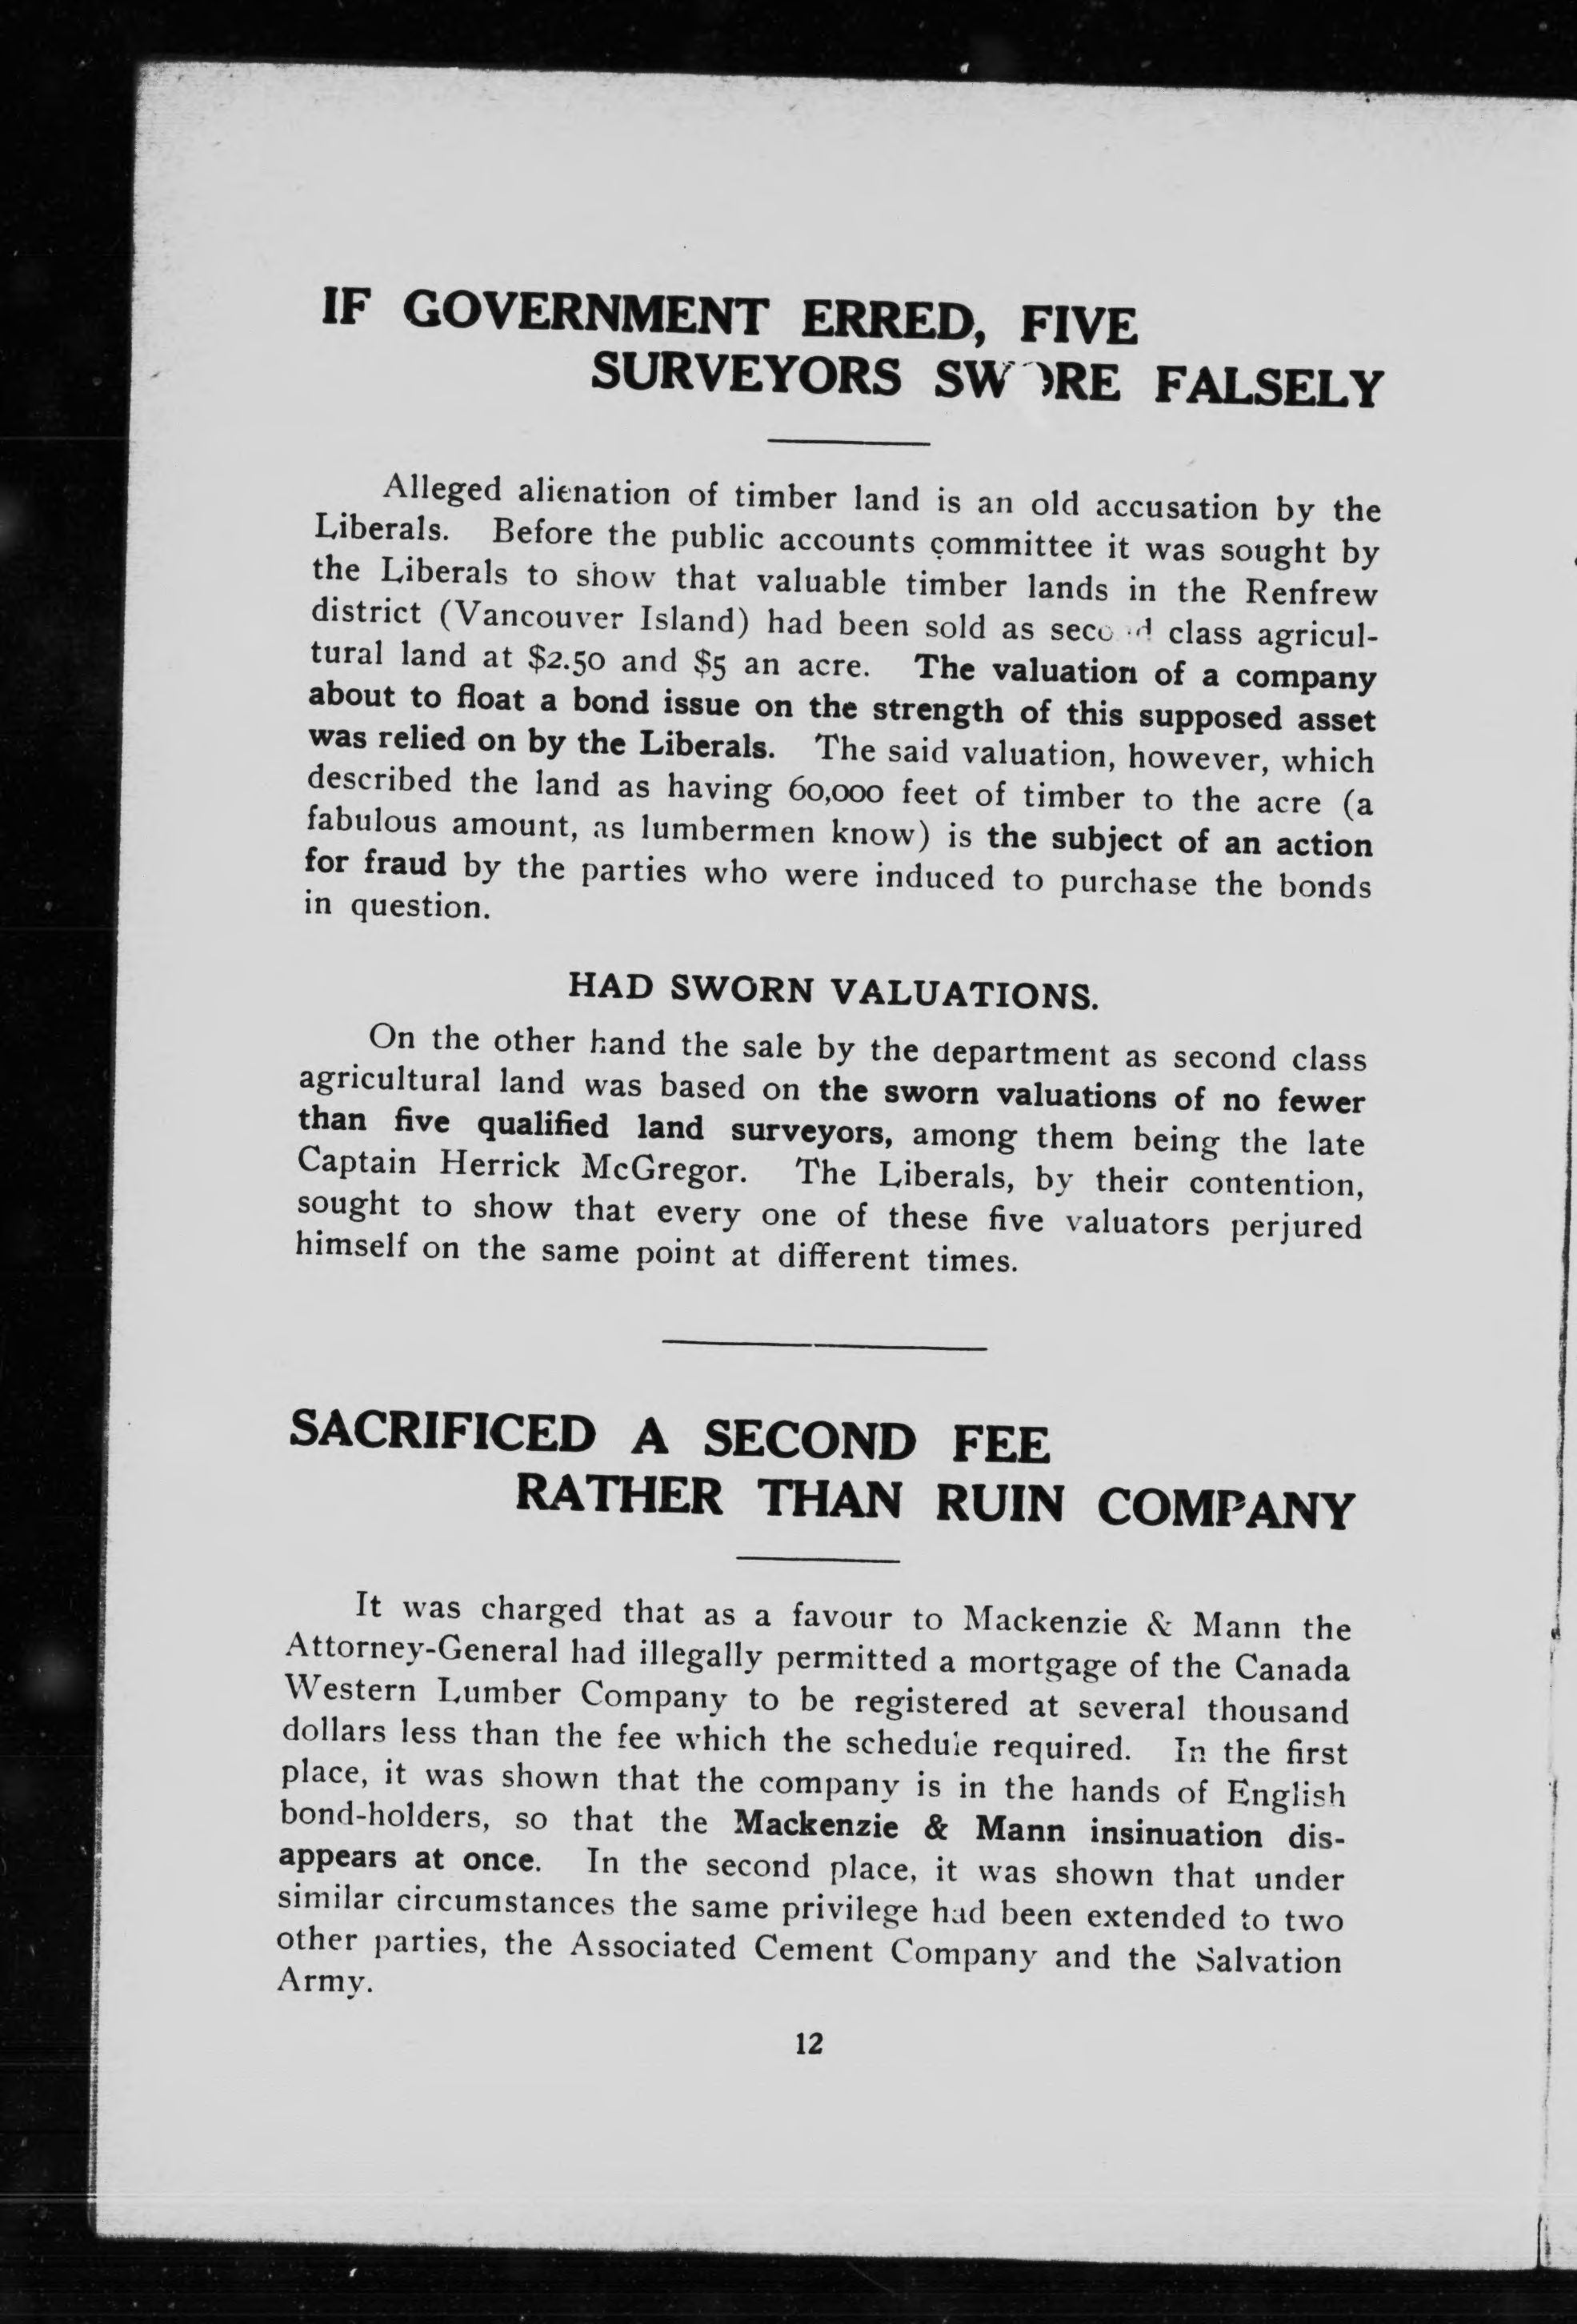 IF GOVERNMENT ERRED, FIVE
SURVEYORS SWORE FALSELY
Alleged alienation of timber land is an old accusation by the
Liberals. Before the public accounts committee it was sought by
the Liberals to show that valuable timber lands in the Renfrew
district (Vancouver Island) had been sold as second class agricul-
tural land at $2.50 and $5 an acre. The valuation of a company
about to float a bond issue on the strength of this supposed asset
was relied on by the Liberals. The said valuation, however, which
described the land as having 60,000 feet of timber to the acre (a
fabulous amount, as lumbermen know) is the subject of an action
for fraud by the parties who were induced to purchase the bonds
in question.
HAD SWORN VALUATIONS.
On the other hand the sale by the department as second class
agricultural land was based on the sworn valuations of no fewer
than five qualified land surveyors, among them being the late
Captain Herrick McGregor. The Liberals, by their contention,
sought to show that every one of these five valuators perjured
himself on the same point at different times.
SACRIFICED A SECOND FEE
RATHER THAN RUIN COMPANY
It was charged that as a favour to Mackenzie & Mann the
Attorney-General had illegally permitted a mortgage of the Canada
Western Lumber Company to be registered at several thousand
dollars less than the fee which the schedule required. In the first
place, it was shown that the company is in the hands of English
bond-holders, so that the Mackenzie & Mann insinuation dis-
appears at once. In the second place, it was shown that under
similar circumstances the same privilege had been extended to two
other parties, the Associated Cement Company and the Salvation
Army.
12